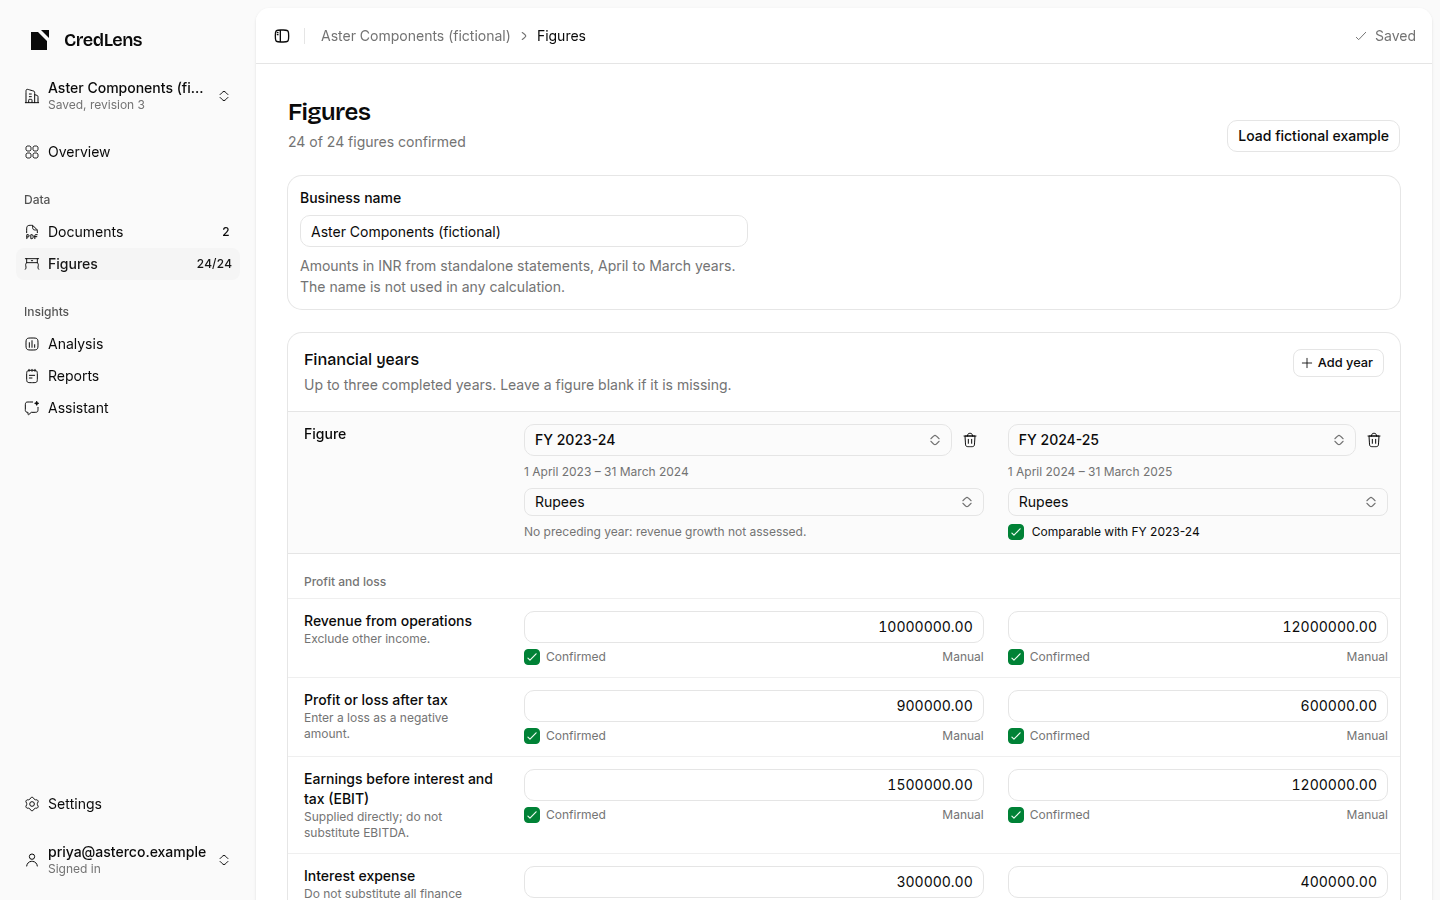 CredLens
Aster Components (fi...
Saved, revision 3
Overview
Data
Documents 2
Figures 24/24
Insights
Analysis
Reports
Assistant
Settings
priya@asterco.example
Signed in
Aster Components (fictional) > Figures
Saved
Figures
24 of 24 figures confirmed
Load fictional example
Business name
Aster Components (fictional)
Amounts in INR from standalone statements, April to March years.
The name is not used in any calculation.
Financial years
Up to three completed years. Leave a figure blank if it is missing.
+ Add year
Figure
FY 2023-24
FY 2024-25
1 April 2023 – 31 March 2024
1 April 2024 – 31 March 2025
Rupees
Rupees
No preceding year: revenue growth not assessed.
Comparable with FY 2023-24
Profit and loss
Revenue from operations
Exclude other income.
10000000.00
12000000.00
Confirmed Manual
Confirmed Manual
Profit or loss after tax
Enter a loss as a negative
amount.
900000.00
600000.00
Confirmed Manual
Confirmed Manual
Earnings before interest and
tax (EBIT)
Supplied directly; do not
substitute EBITDA.
1500000.00
1200000.00
Confirmed Manual
Confirmed Manual
Interest expense
Do not substitute all finance
300000.00
400000.00